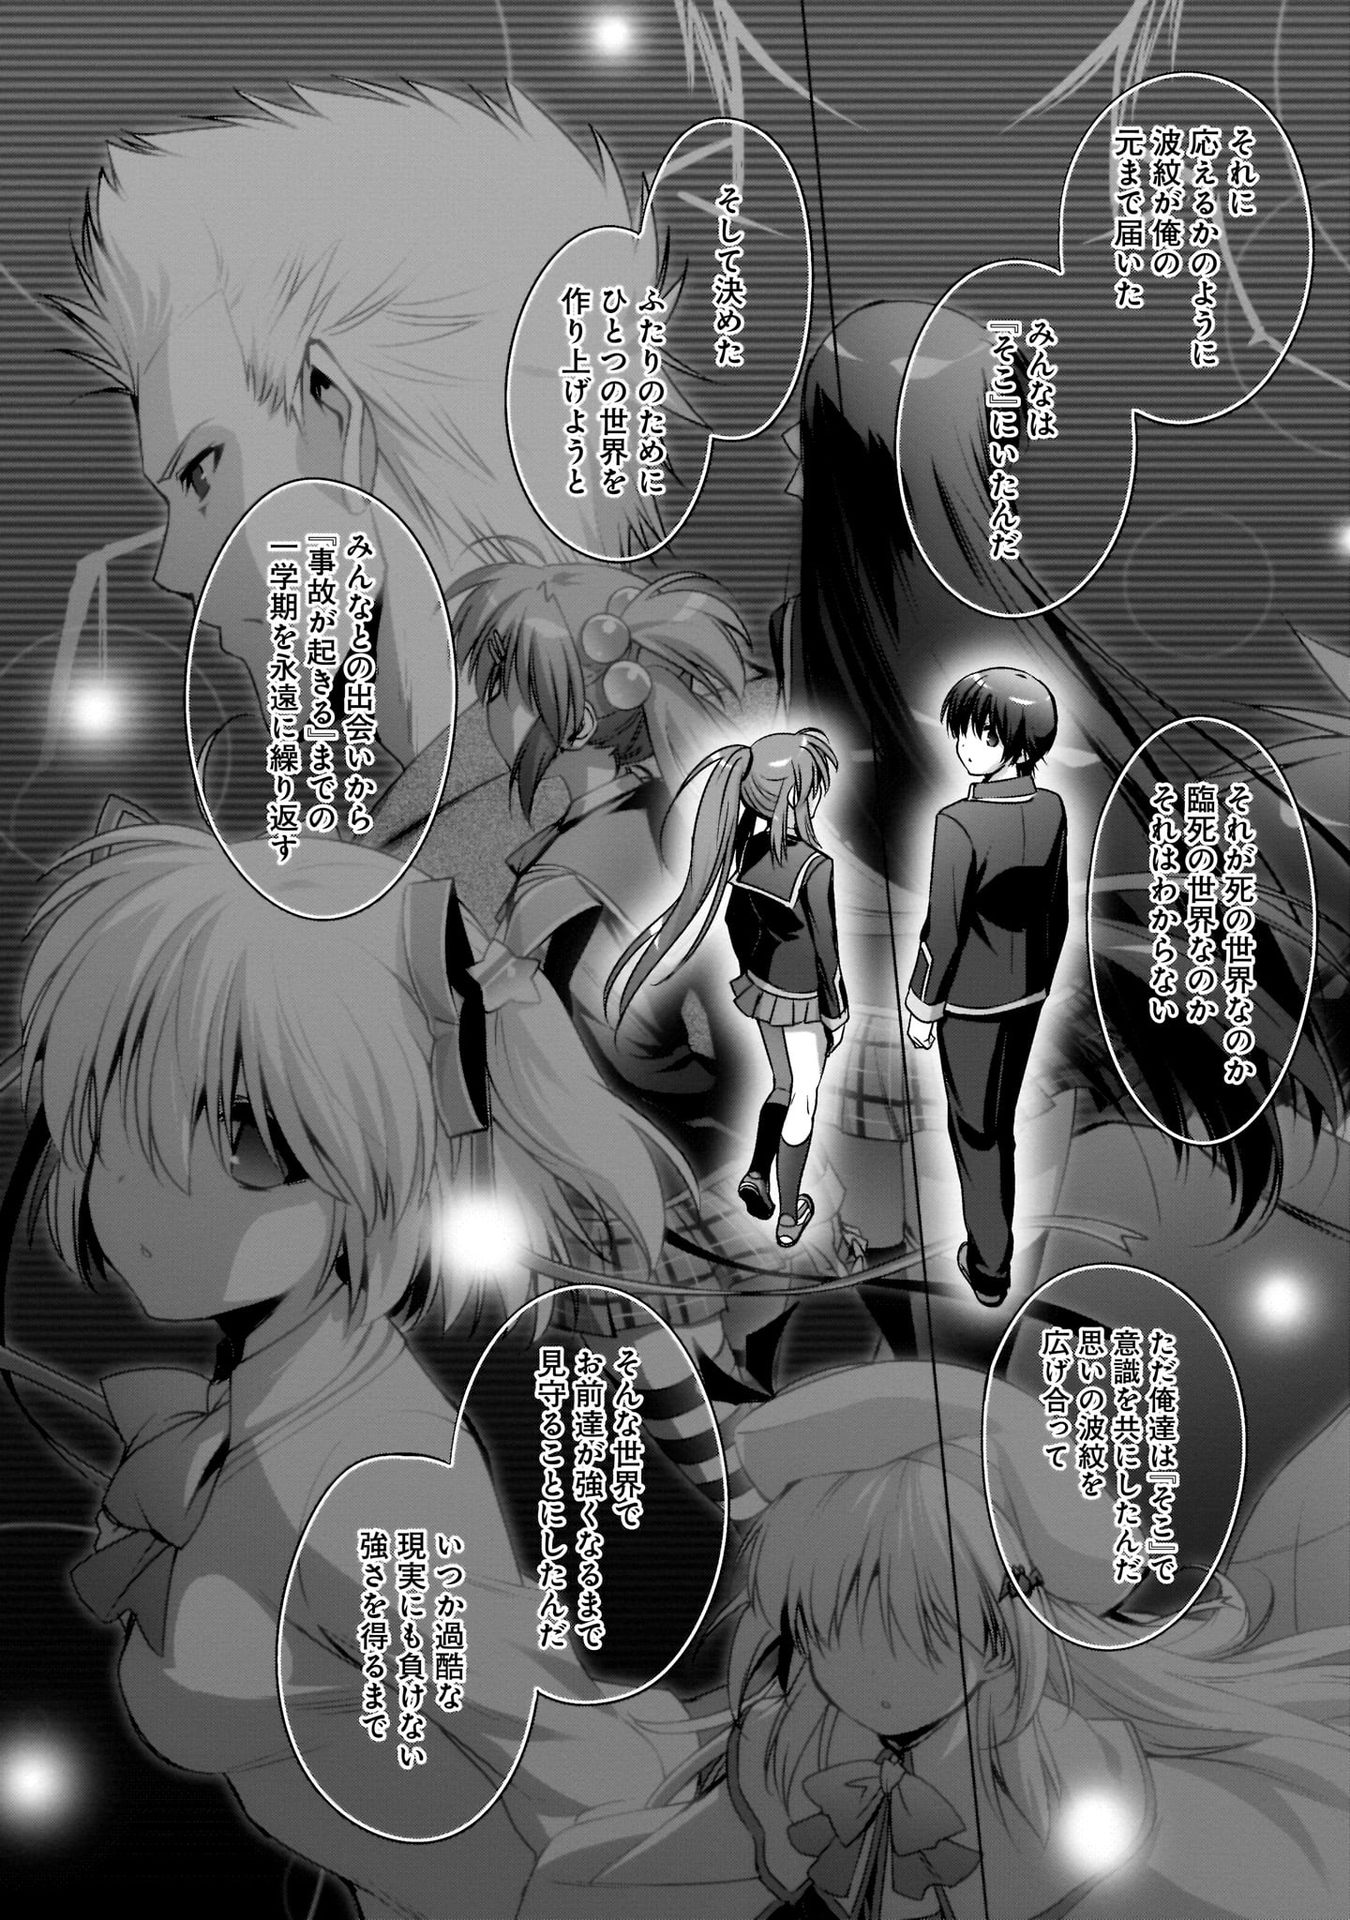 それに
応えるかのように
波紋が俺の
元まで届いた
みんなは
『そこ』にいたんだ
それが死の世界なのか
臨死の世界なのか
それはわからない
ただ俺達は『そこ』で
意識を共にしたんだ
思いの波紋を
広げ合って
そして決めた
ふたりのために
ひとつの世界を
作り上げようと
みんなとの出会いから
『事故が起きる』までの
一学期を永遠に繰り返す
そんな世界で
お前達が強くなるまで
見守ることにしたんだ
いつか過酷な
現実にも負けない
強さを得るまで